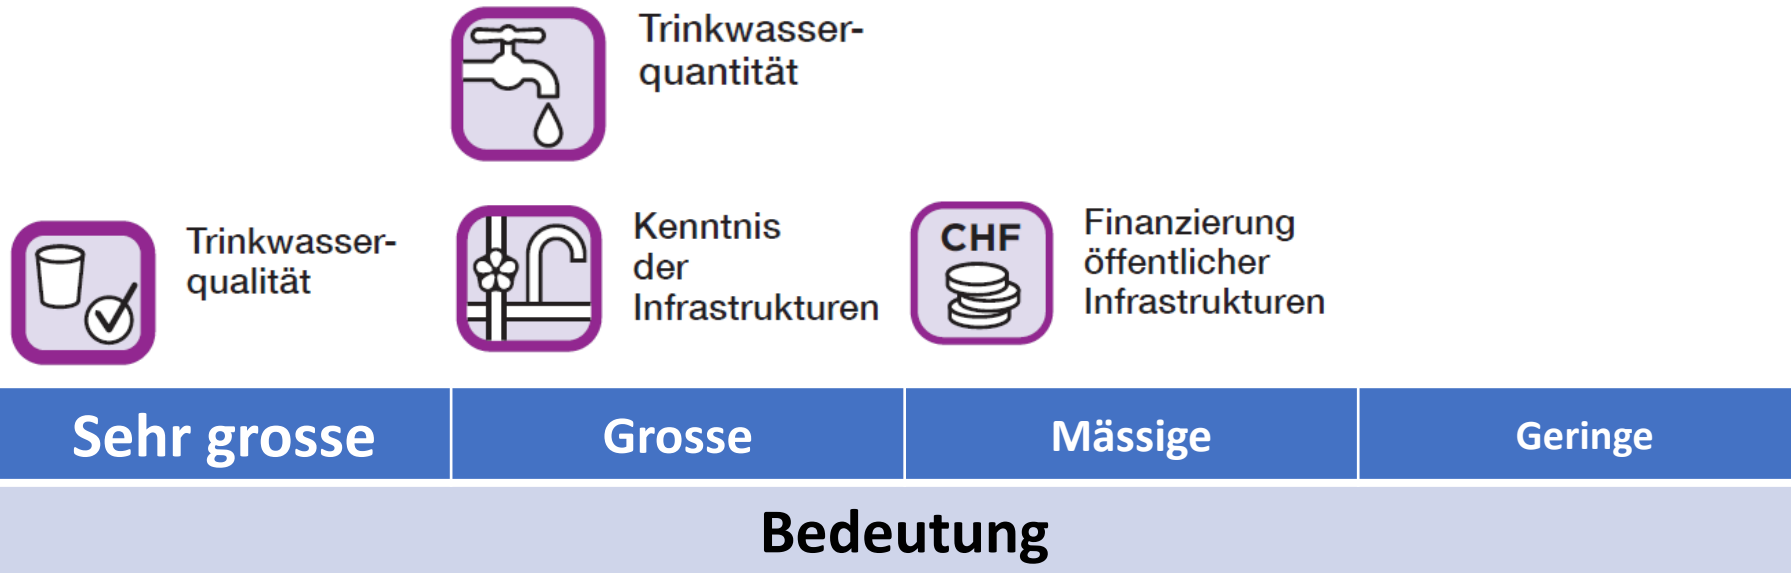 Trinkwasser-
quantität
Trinkwasser-
qualität
Kenntnis
der
Infrastrukturen
CHF
Finanzierung
öffentlicher
Infrastrukturen
Sehr grosse
Grosse
Mässige
Geringe
Bedeutung